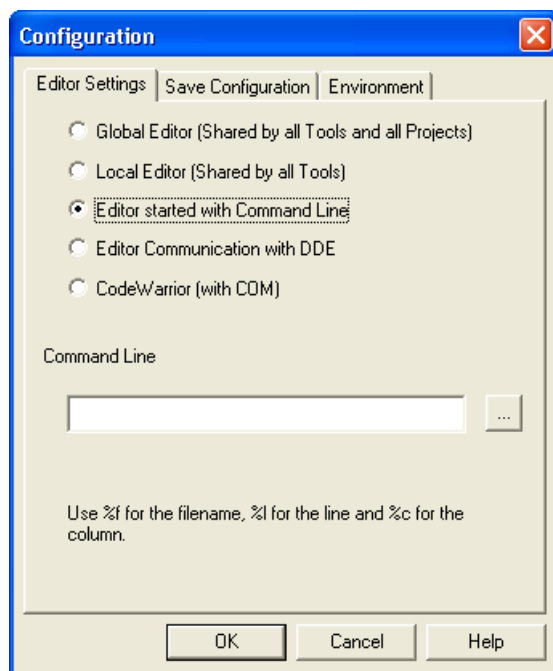 Configuration
Editor Settings
Save Configuration
Environment
Global Editor (Shared by all Tools and all Projects)
Local Editor (Shared by all Tools)
Editor started with Command Line
Editor Communication with DDE
CodeWarrior (with COM)
Command Line
...
Use %f for the filename, %l for the line and %c for the
column.
OK
Cancel
Help